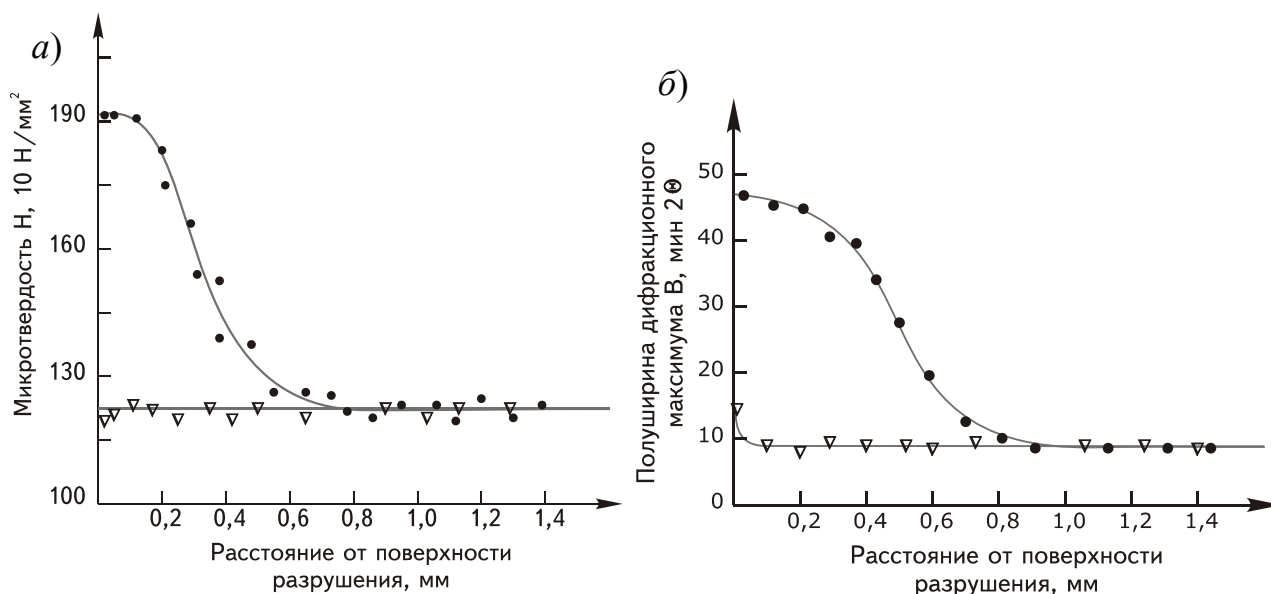 а)
Микротвердость Н, 10 Н/мм²
190
160
130
100
0,2 0,4 0,6 0,8 1,0 1,2 1,4
Расстояние от поверхности
разрушения, мм
б)
Полуширина дифракционного
максимума В, мин 2Θ
50
40
30
20
10
0
0,2 0,4 0,6 0,8 1,0 1,2 1,4
Расстояние от поверхности
разрушения, мм